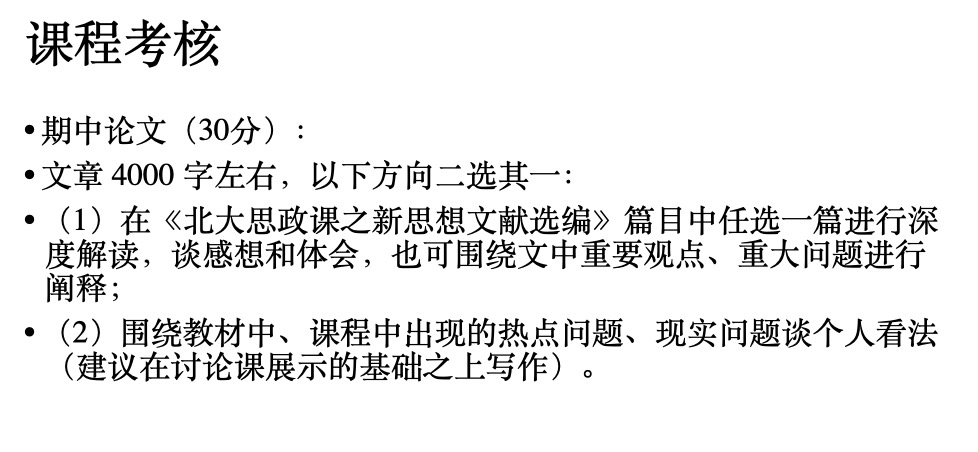 课程考核
•期中论文（30分）：
•文章 4000 字左右，以下方向二选其一：
•（1）在《北大思政课之新思想文献选编》篇目中任选一篇进行深
度解读，谈感想和体会，也可围绕文中重要观点、重大问题进行
阐释；
•（2）围绕教材中、课程中出现的热点问题、现实问题谈个人看法
（建议在讨论课展示的基础之上写作）。